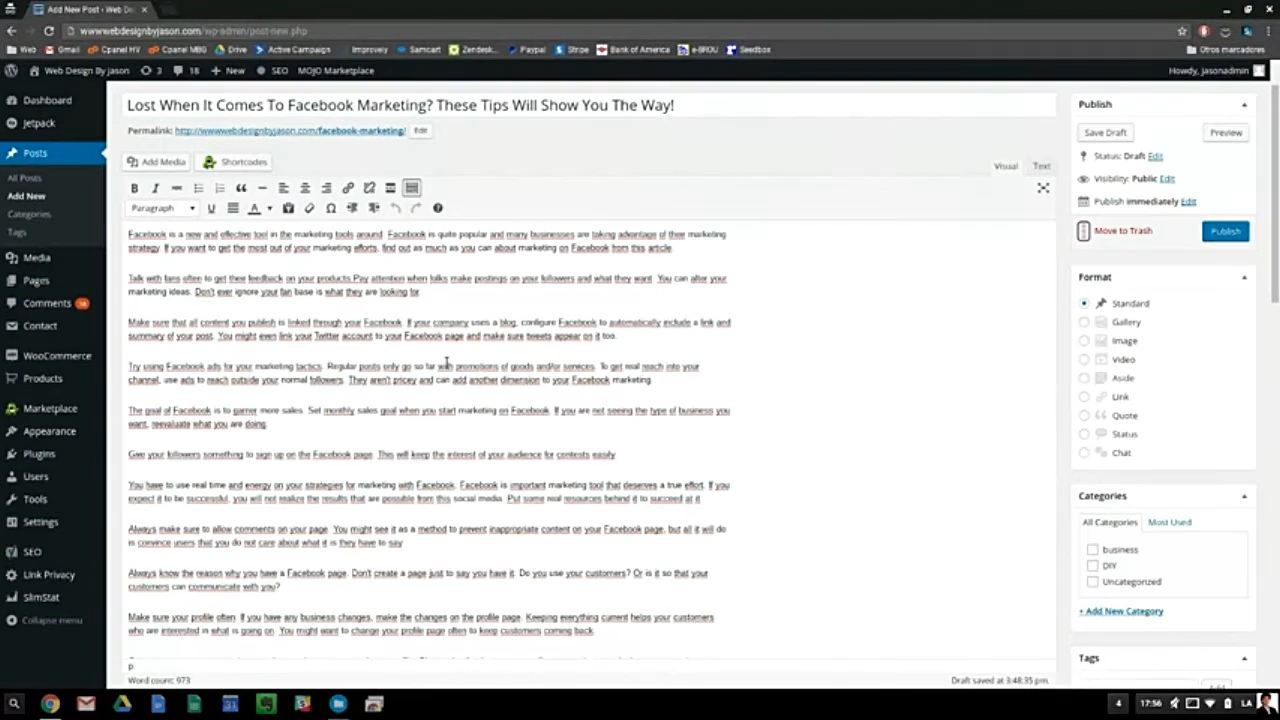 Add New Post ‹ Web De
www.webdesignbyjason.com/wp-admin/post-new.php
Web Gmail Cpanel HV Cpanel MBG Drive Active Campaign Improvely Samcart Zendesk... Paypal Stripe Bank of America e-BROU Seedbox Otros marcadores
Web Design By Jason 3 18 New SEO MOJO Marketplace Howdy, jasonadmin
Dashboard
Jetpack
Posts
All Posts
Add New
Categories
Tags
Media
Pages
Comments
Contact
WooCommerce
Products
Marketplace
Appearance
Plugins
Users
Tools
Settings
SEO
Link Privacy
SlimStat
Collapse menu
Lost When It Comes To Facebook Marketing? These Tips Will Show You The Way!
Permalink: http://wwwwebdesignbyjason.com/facebook-marketing/ Edit
Add Media Shortcodes
Visual Text
Paragraph
Facebook is a new and effective tool in the marketing tools around. Facebook is quite popular and many businesses are taking advantage of their marketing
strategy. If you want to get the most out of your marketing efforts, find out as much as you can about marketing on Facebook from this article.
Talk with fans often to get their feedback on your products.Pay attention when folks make postings on your followers and what they want. You can alter your
marketing ideas. Don't ever ignore your fan base is what they are looking for.
Make sure that all content you publish is linked through your Facebook. If your company uses a blog, configure Facebook to automatically include a link and
summary of your post. You might even link your Twitter account to your Facebook page and make sure tweets appear on it too.
Try using Facebook ads for your marketing tactics. Regular posts only go so far with promotions of goods and/or services. To get real reach into your
channel, use ads to reach outside your normal followers. They aren't pricey and can add another dimension to your Facebook marketing.
The goal of Facebook is to garner more sales. Set monthly sales goal when you start marketing on Facebook. If you are not seeing the type of business you
want, reevaluate what you are doing.
Give your followers something to sign up on the Facebook page. This will keep the interest of your audience for contests easily.
You have to use real time and energy on your strategies for marketing with Facebook. Facebook is important marketing tool that deserves a true effort. If you
expect it to be successful, you will not realize the results that are possible from this social media. Put some real resources behind it to succeed at it.
Always make sure to allow comments on your page. You might see it as a method to prevent inappropriate content on your Facebook page, but all it will do
is convince users that you do not care about what it is they have to say.
Always know the reason why you have a Facebook page. Don't create a page just to say you have it. Do you use your customers? Or is it so that your
customers can communicate with you?
Make sure your profile often. If you have any business changes, make the changes on the profile page. Keeping everything current helps your customers
who are interested in what is going on. You might want to change your profile page often to keep customers coming back.
p
Word count: 973 Draft saved at 3:48:35 pm.
Publish
Save Draft Preview
Status: Draft Edit
Visibility: Public Edit
Publish immediately Edit
Move to Trash Publish
Format
Standard
Gallery
Image
Video
Aside
Link
Quote
Status
Chat
Categories
All Categories Most Used
business
DIY
Uncategorized
+ Add New Category
Tags
Add
4 17:56 LA